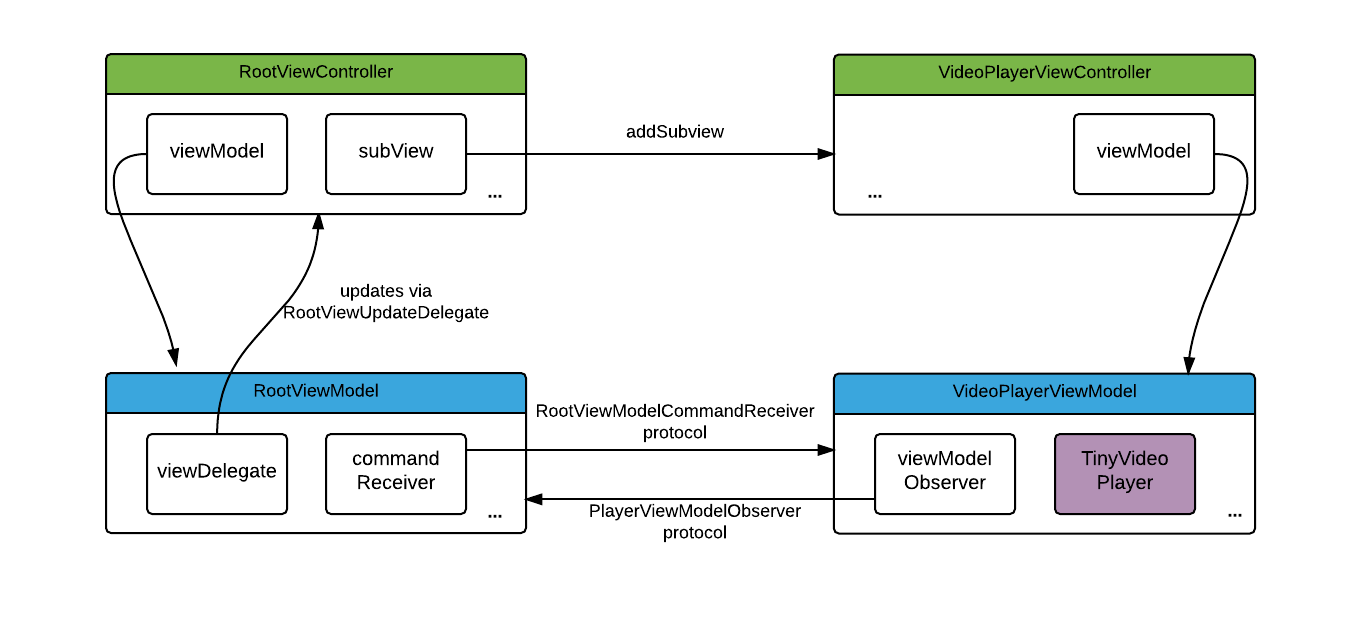 RootViewController
VideoPlayerViewController
viewModel
subView
...
addSubview
...
viewModel
updates via
RootViewUpdateDelegate
RootViewModel
VideoPlayerViewModel
viewDelegate
command
Receiver
...
RootViewModelCommandReceiver
protocol
PlayerViewModelObserver
protocol
viewModel
Observer
TinyVideo
Player
...